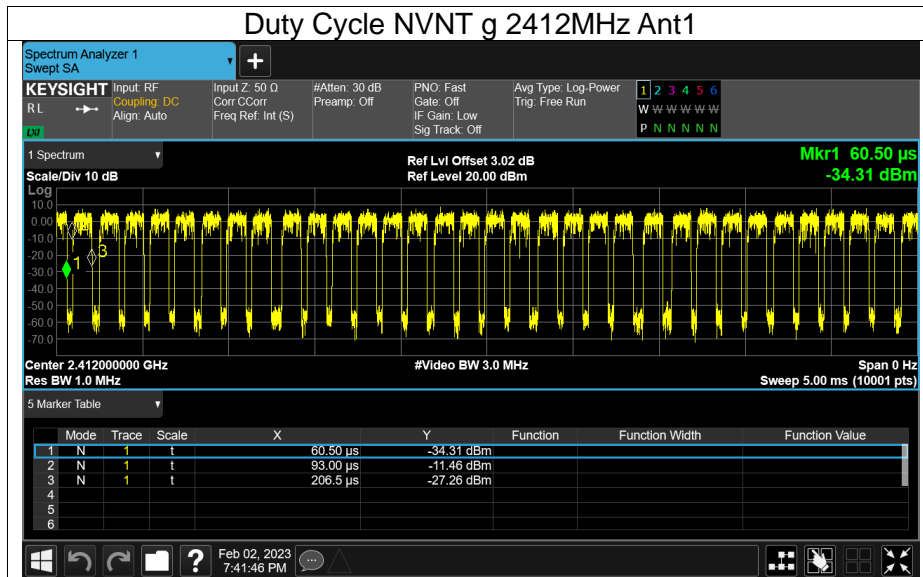 Duty Cycle NVNT g 2412MHz Ant1
Spectrum Analyzer 1
Swept SA
+
KEYSIGHT
R L
LXI
Input: RF
Coupling: DC
Align: Auto
Input Z: 50 Ω
Corr CCorr
Freq Ref: Int (S)
#Atten: 30 dB
Preamp: Off
PNO: Fast
Gate: Off
IF Gain: Low
Sig Track: Off
Avg Type: Log-Power
Trig: Free Run
1 2 3 4 5 6
W W W W W W
P N N N N N
1 Spectrum
Scale/Div 10 dB
Ref Lvl Offset 3.02 dB
Ref Level 20.00 dBm
Mkr1 60.50 µs
-34.31 dBm
Log
10.0
0.00
-10.0
-20.0
-30.0
-40.0
-50.0
-60.0
-70.0
1
3
Center 2.412000000 GHz
#Video BW 3.0 MHz
Span 0 Hz
Res BW 1.0 MHz
Sweep 5.00 ms (10001 pts)
5 Marker Table
Mode Trace Scale X Y Function Function Width Function Value
1 N 1 t 60.50 µs -34.31 dBm
2 N 1 t 93.00 µs -11.46 dBm
3 N 1 t 206.5 µs -27.26 dBm
4
5
6
?
Feb 02, 2023
7:41:46 PM